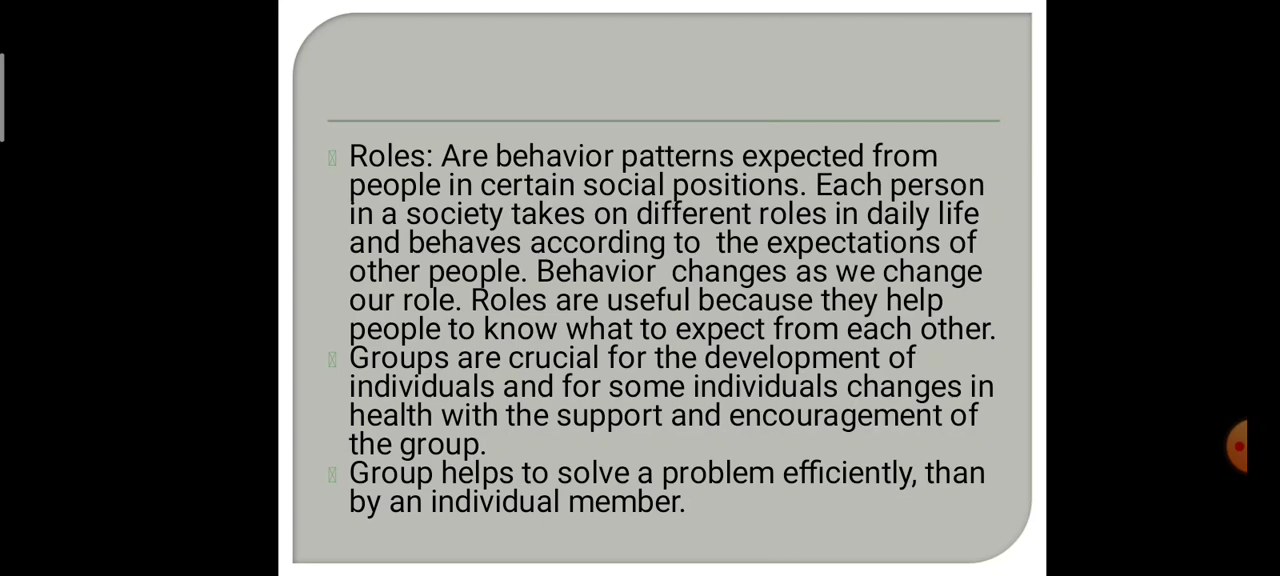 Roles: Are behavior patterns expected from
people in certain social positions. Each person
in a society takes on different roles in daily life
and behaves according to  the expectations of
other people. Behavior  changes as we change
our role. Roles are useful because they help
people to know what to expect from each other.
Groups are crucial for the development of
individuals and for some individuals changes in
health with the support and encouragement of
the group.
Group helps to solve a problem efficiently, than
by an individual member.